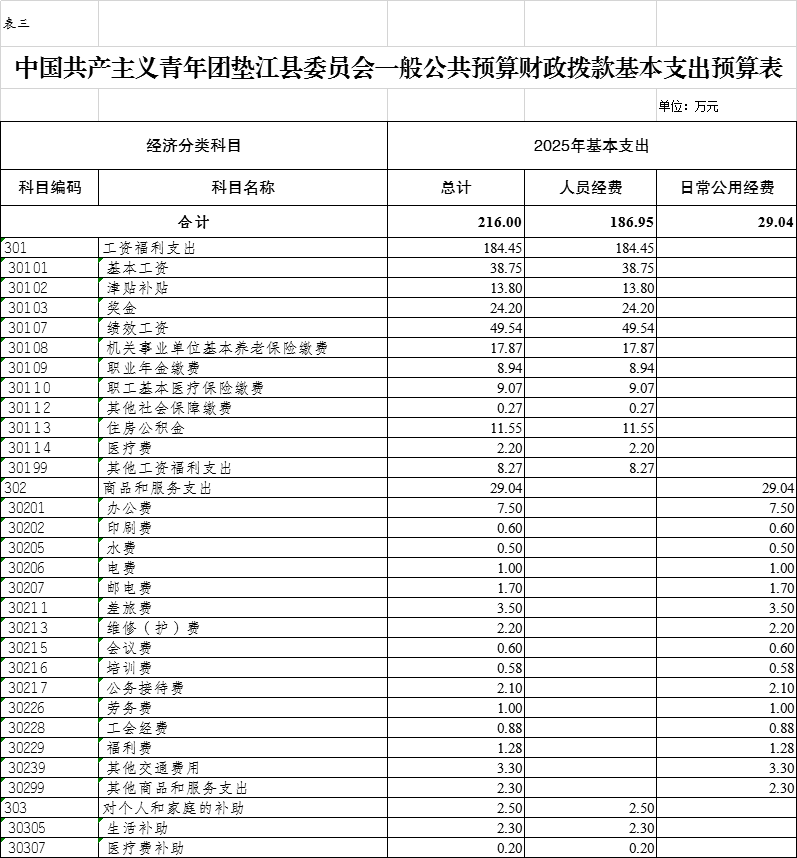 表三
中国共产主义青年团垫江县委员会一般公共预算财政拨款基本支出预算表
单位：万元
经济分类科目 2025年基本支出
科目编码 科目名称 总计 人员经费 日常公用经费
合计 216.00 186.95 29.04
301 工资福利支出 184.45 184.45
30101 基本工资 38.75 38.75
30102 津贴补贴 13.80 13.80
30103 奖金 24.20 24.20
30107 绩效工资 49.54 49.54
30108 机关事业单位基本养老保险缴费 17.87 17.87
30109 职业年金缴费 8.94 8.94
30110 职工基本医疗保险缴费 9.07 9.07
30112 其他社会保障缴费 0.27 0.27
30113 住房公积金 11.55 11.55
30114 医疗费 2.20 2.20
30199 其他工资福利支出 8.27 8.27
302 商品和服务支出 29.04 29.04
30201 办公费 7.50 7.50
30202 印刷费 0.60 0.60
30205 水费 0.50 0.50
30206 电费 1.00 1.00
30207 邮电费 1.70 1.70
30211 差旅费 3.50 3.50
30213 维修（护）费 2.20 2.20
30215 会议费 0.60 0.60
30216 培训费 0.58 0.58
30217 公务接待费 2.10 2.10
30226 劳务费 1.00 1.00
30228 工会经费 0.88 0.88
30229 福利费 1.28 1.28
30239 其他交通费用 3.30 3.30
30299 其他商品和服务支出 2.30 2.30
303 对个人和家庭的补助 2.50 2.50
30305 生活补助 2.30 2.30
30307 医疗费补助 0.20 0.20